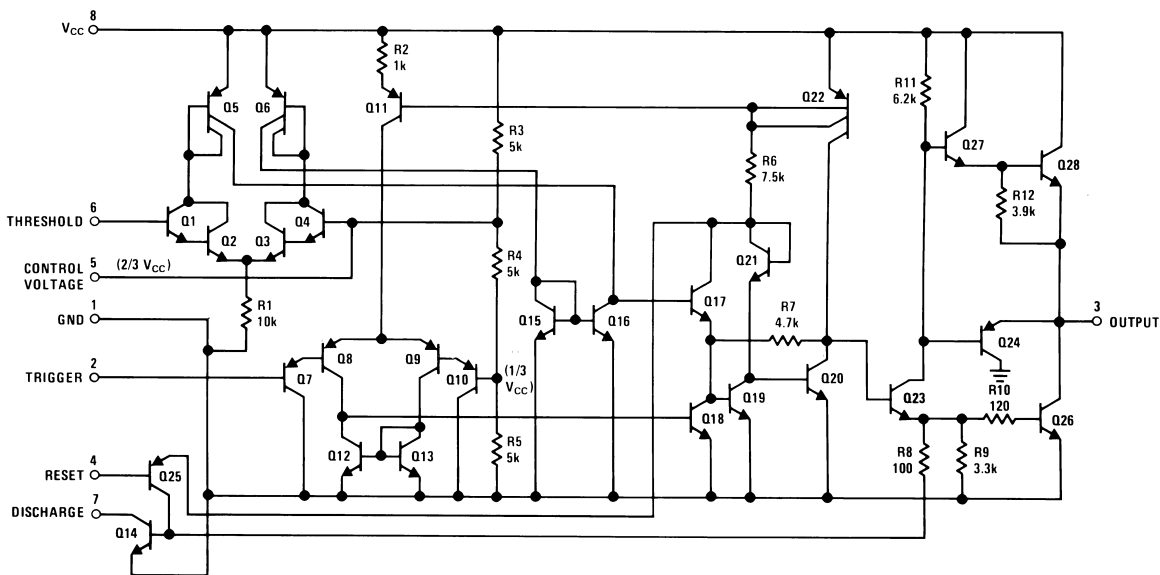 8
VCC
R2
1k
Q5
Q6
Q11
Q22
R11
6.2k
Q27
Q28
R3
5k
R6
7.5k
R12
3.9k
6
THRESHOLD
Q1
Q2
Q3
Q4
5
CONTROL
VOLTAGE
(2/3 VCC)
R4
5k
Q21
1
GND
R1
10k
Q15
Q16
Q17
R7
4.7k
3
OUTPUT
Q24
2
TRIGGER
Q7
Q8
Q9
Q10
(1/3
VCC)
Q18
Q19
Q20
Q23
R10
120
Q26
Q12
Q13
R5
5k
R8
100
R9
3.3k
4
RESET
Q25
7
DISCHARGE
Q14